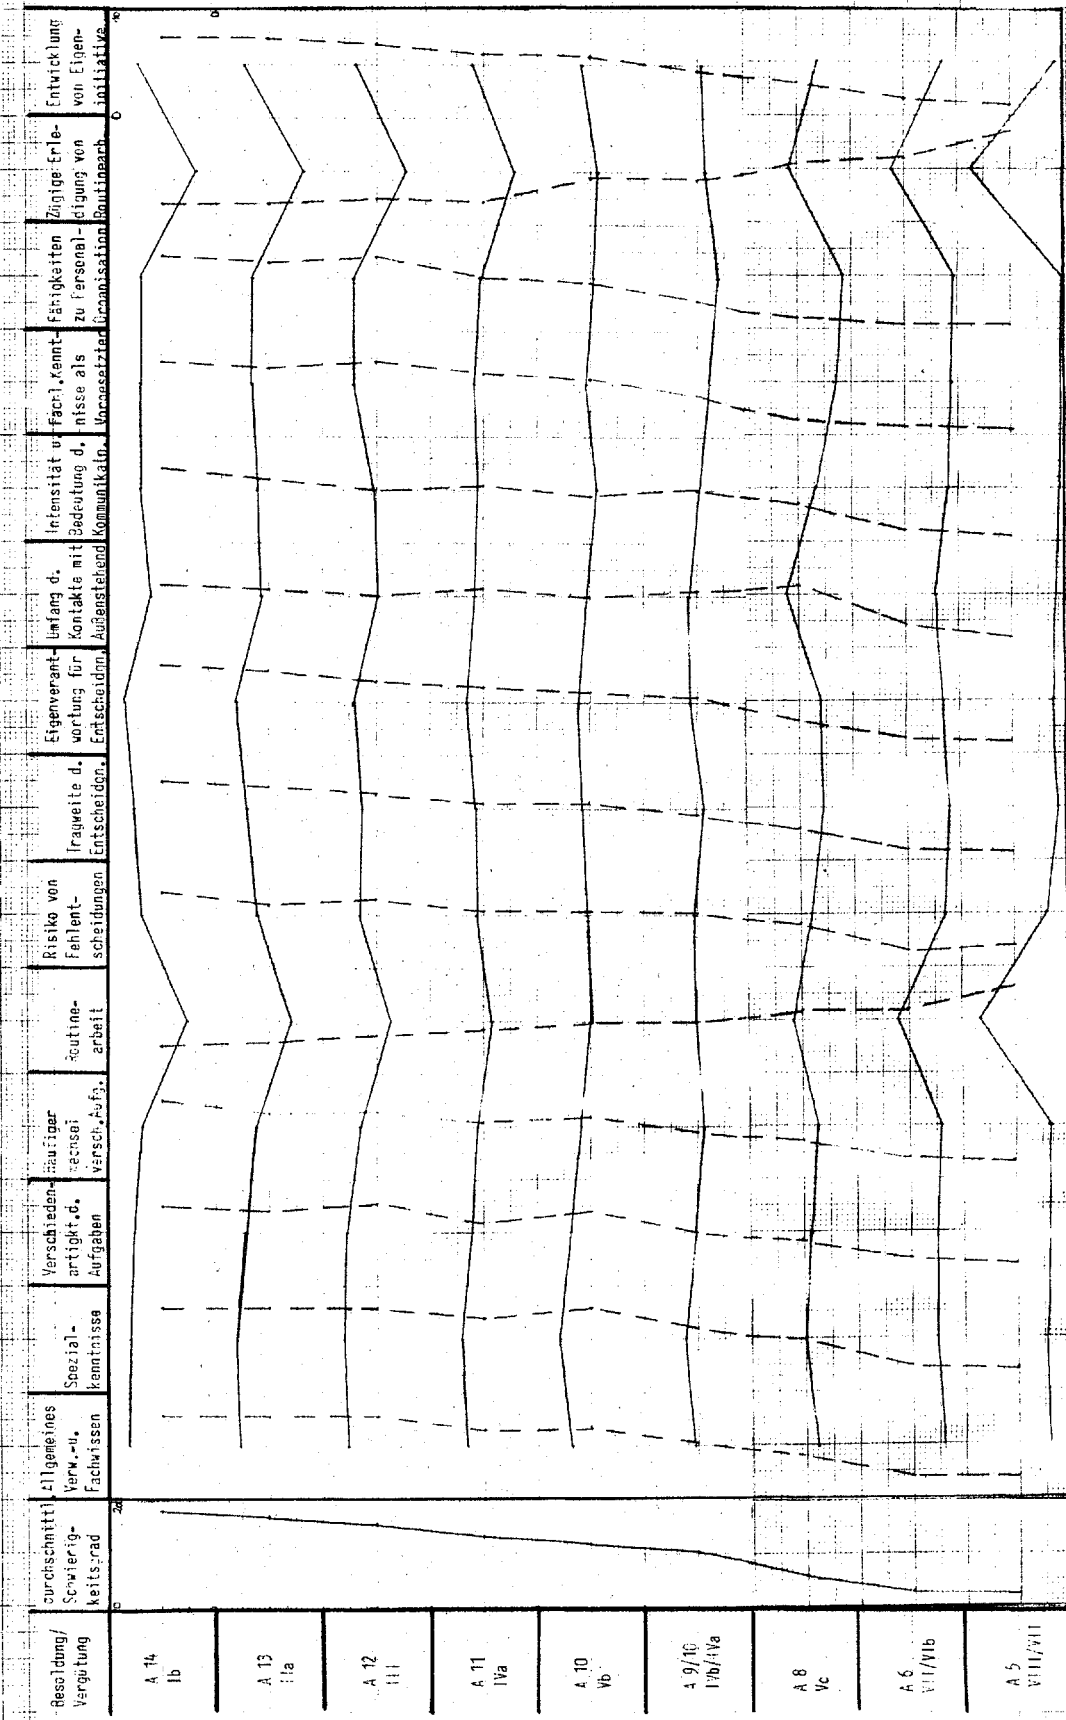 Besoldung/
Vergütung
durchschnittl.
Schwierig-
keitsgrad
Allgemeines
Verw.-u.
Fachwissen
Spezial-
kenntnisse
Verschieden-
artigkt.d.
Aufgaben
Häufiger
Wechsel
versch.Aufg.
Routine-
arbeit
Risiko von
Fehlent-
scheidungen
Tragweite d.
Entscheidgn.
Eigenverant-
wortung für
Entscheidgn.
Umfang d.
Kontakte mit
Außenstehend
Intensität u.
Bedeutung d.
Kommunikatn.
Fachl.Kennt-
nisse als
Vorgesetzter
Fähigkeiten
zu Personal-
Organisation
Zügige Erle-
digung von
Routinearb.
Entwicklung
von Eigen-
initiative
A 14
Ib
A 13
IIa
A 12
III
A 11
IVa
A 10
Vb
A 9/10
IVb/IVa
A 8
Vc
A 6
VII/VIb
A 5
VIII/VII
20
0
10
0
0